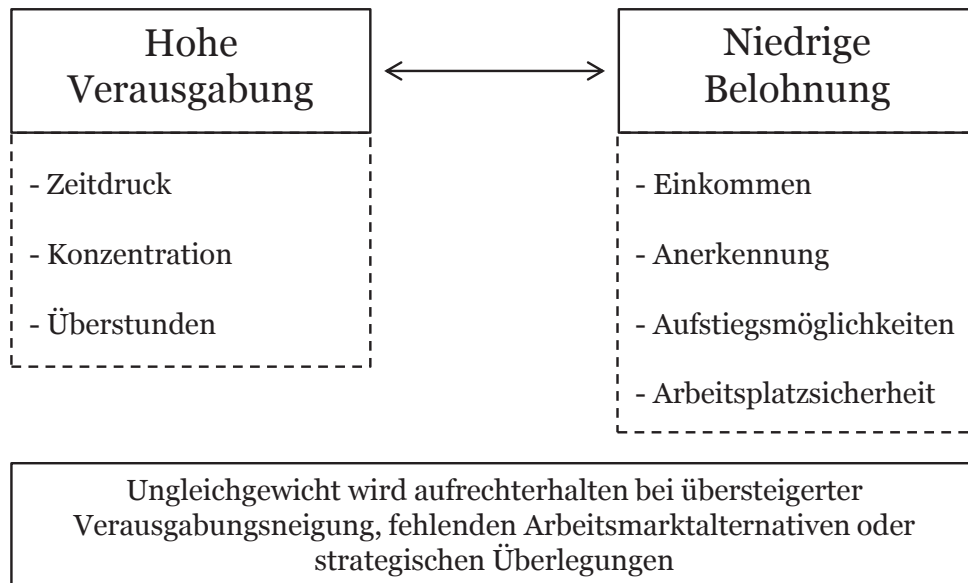 Hohe
Verausgabung
- Zeitdruck
- Konzentration
- Überstunden
Niedrige
Belohnung
- Einkommen
- Anerkennung
- Aufstiegsmöglichkeiten
- Arbeitsplatzsicherheit
Ungleichgewicht wird aufrechterhalten bei übersteigerter
Verausgabungsneigung, fehlenden Arbeitsmarktalternativen oder
strategischen Überlegungen